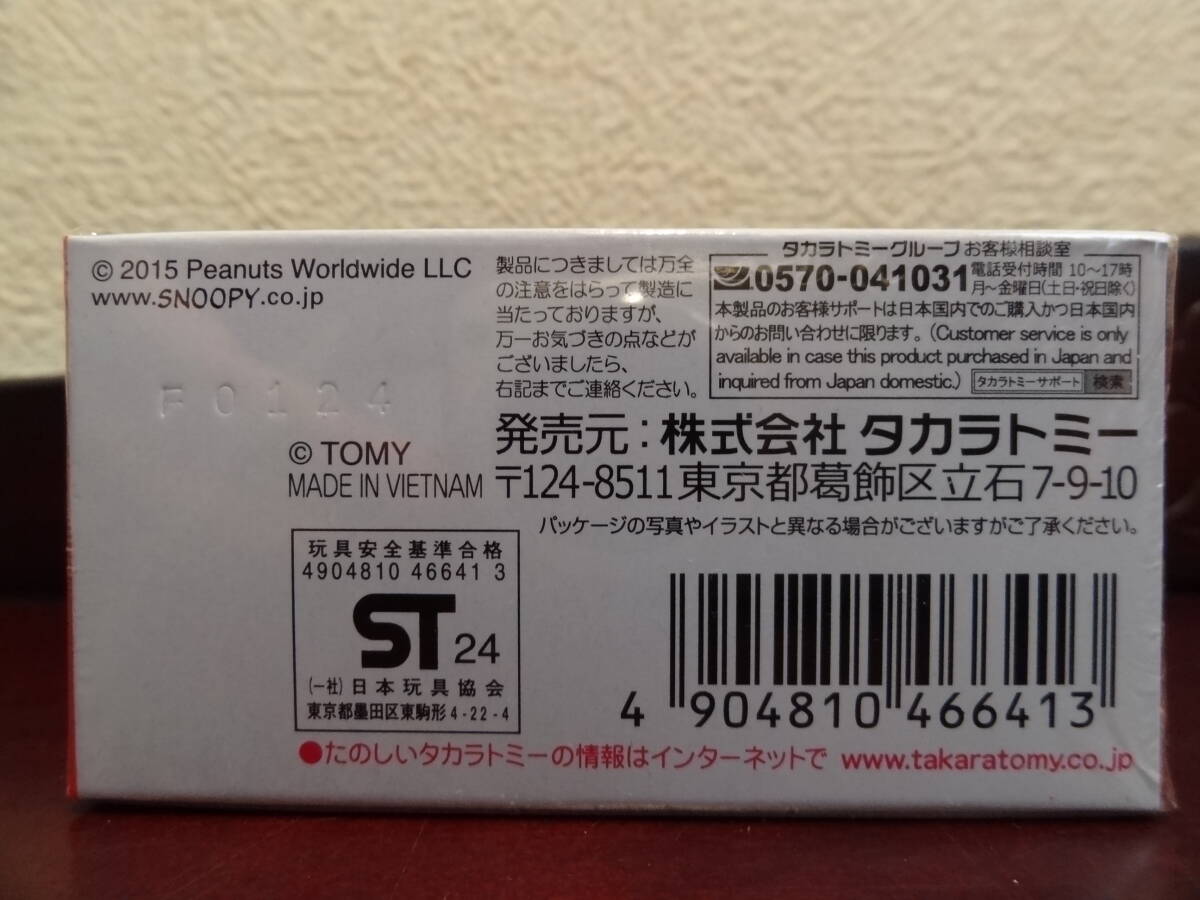 © 2015 Peanuts Worldwide LLC
www.SNOOPY.co.jp
F0124
製品につきましては万全
の注意をはらって製造に
当たっておりますが、
万一お気づきの点などが
ございましたら、
右記までご連絡ください。
タカラトミーグループ お客様相談室
0570-041031 電話受付時間 10〜17時
月〜金曜日(土日・祝日除く)
本製品のお客様サポートは日本国内でのご購入かつ日本国内
からのお問い合わせに限ります。(Customer service is only
available in case this product purchased in Japan and
inquired from Japan domestic.) タカラトミーサポート 検索
© TOMY
MADE IN VIETNAM
発売元：株式会社 タカラトミー
〒124-8511 東京都葛飾区立石7-9-10
パッケージの写真やイラストと異なる場合がございますがご了承ください。
玩具安全基準合格
4904810 46641 3
ST 24
(一社) 日本玩具協会
東京都墨田区東駒形4-22-4
4 904810 466413
●たのしいタカラトミーの情報はインターネットで www.takaratomy.co.jp